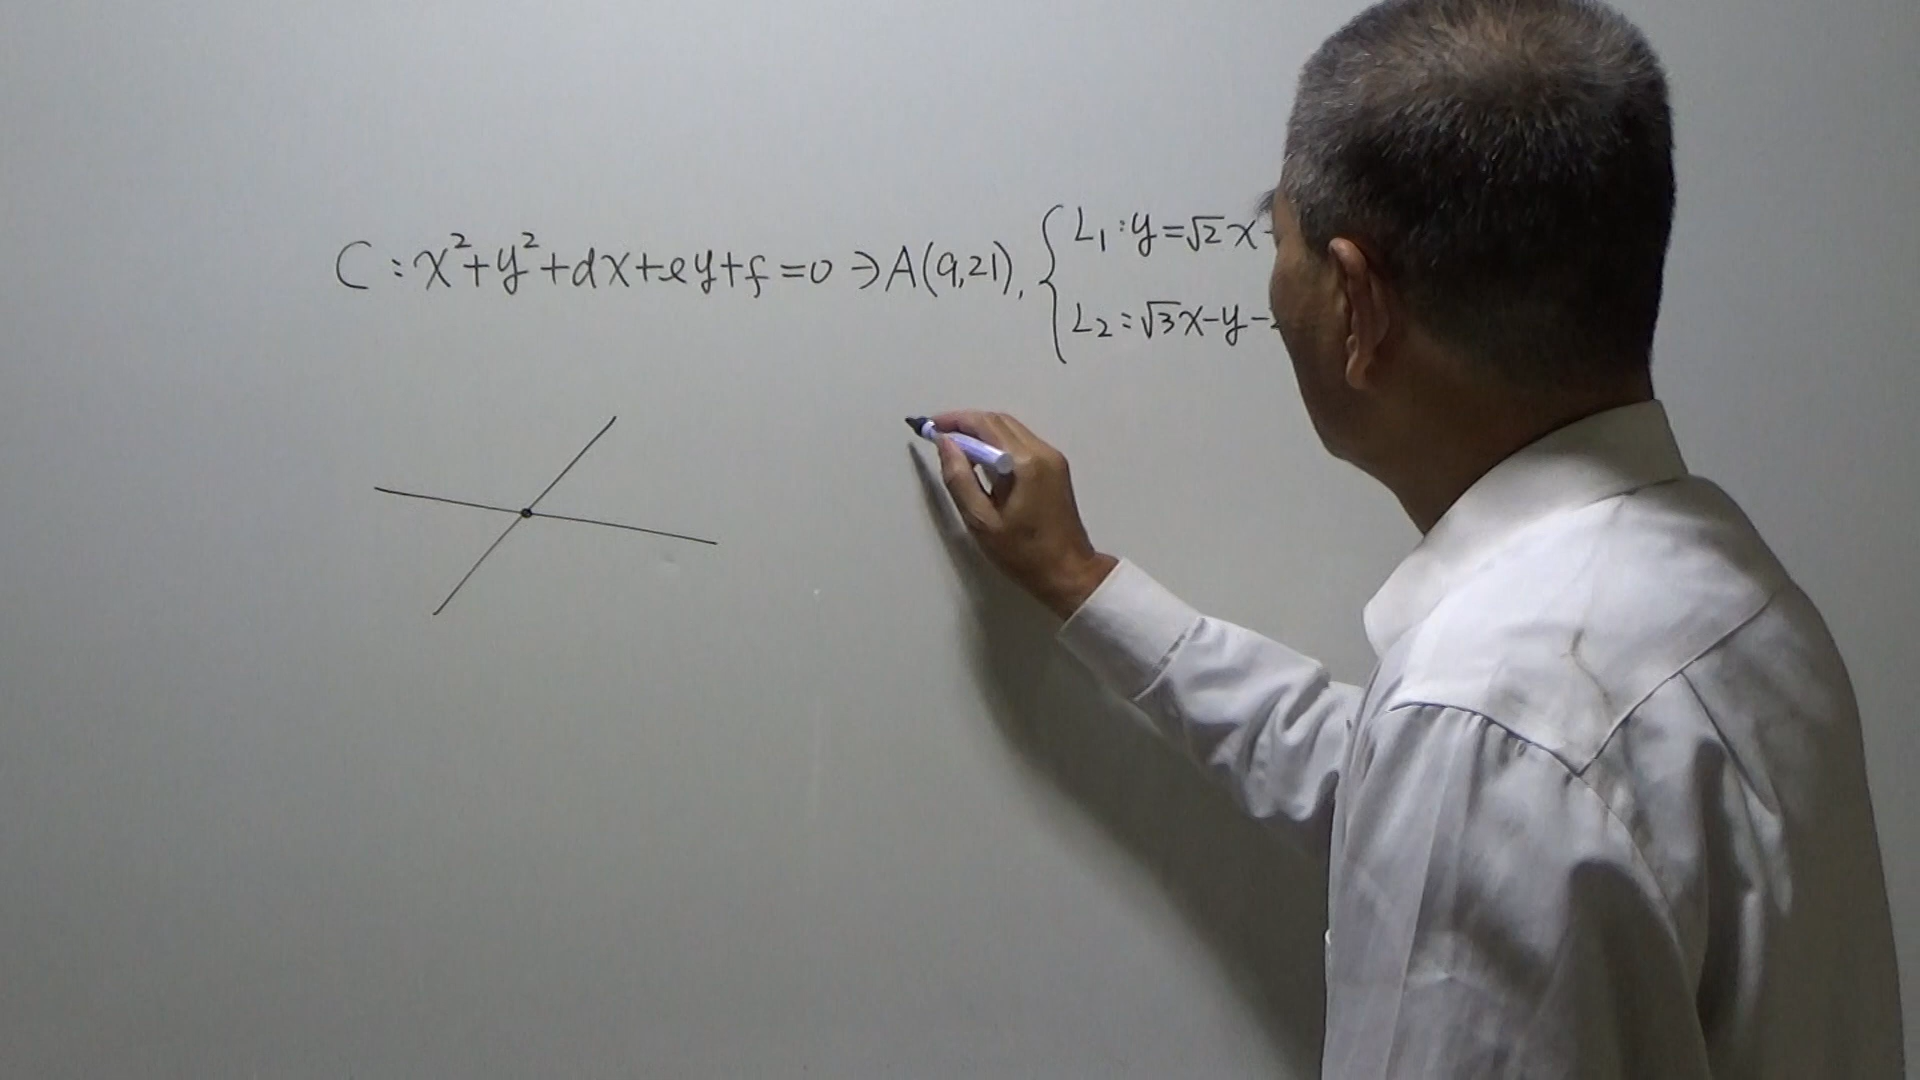 C : x²+y²+dx+ey+f=0 ⇒ A(9,21), { L₁ : y=√2x-
L₂ : √3x-y-